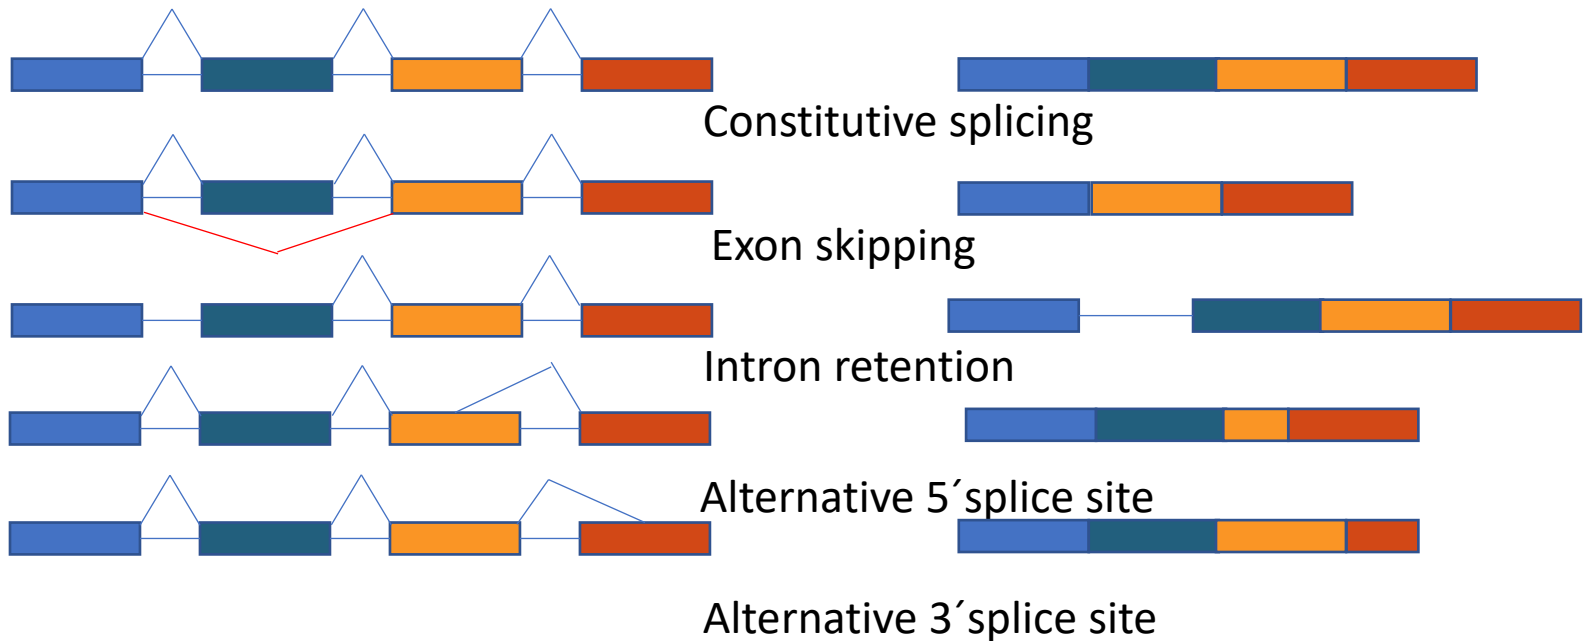 Constitutive splicing
Exon skipping
Intron retention
Alternative 5´splice site
Alternative 3´splice site